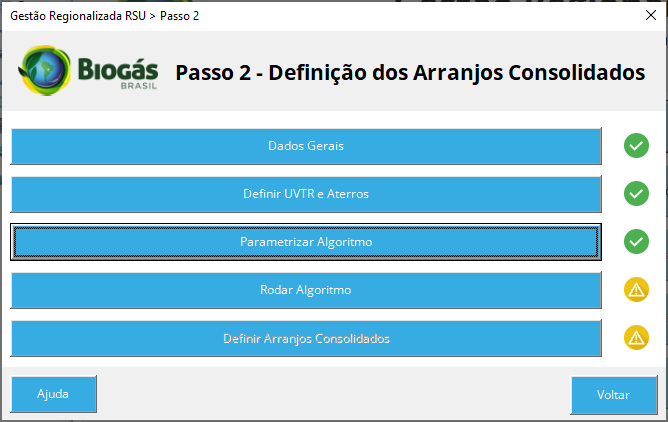 Gestão Regionalizada RSU > Passo 2
BIOGÁS
BRASIL
Passo 2 - Definição dos Arranjos Consolidados
Dados Gerais
Definir UVTR e Aterros
Parametrizar Algoritmo
Rodar Algoritmo
Definir Arranjos Consolidados
Ajuda
Voltar